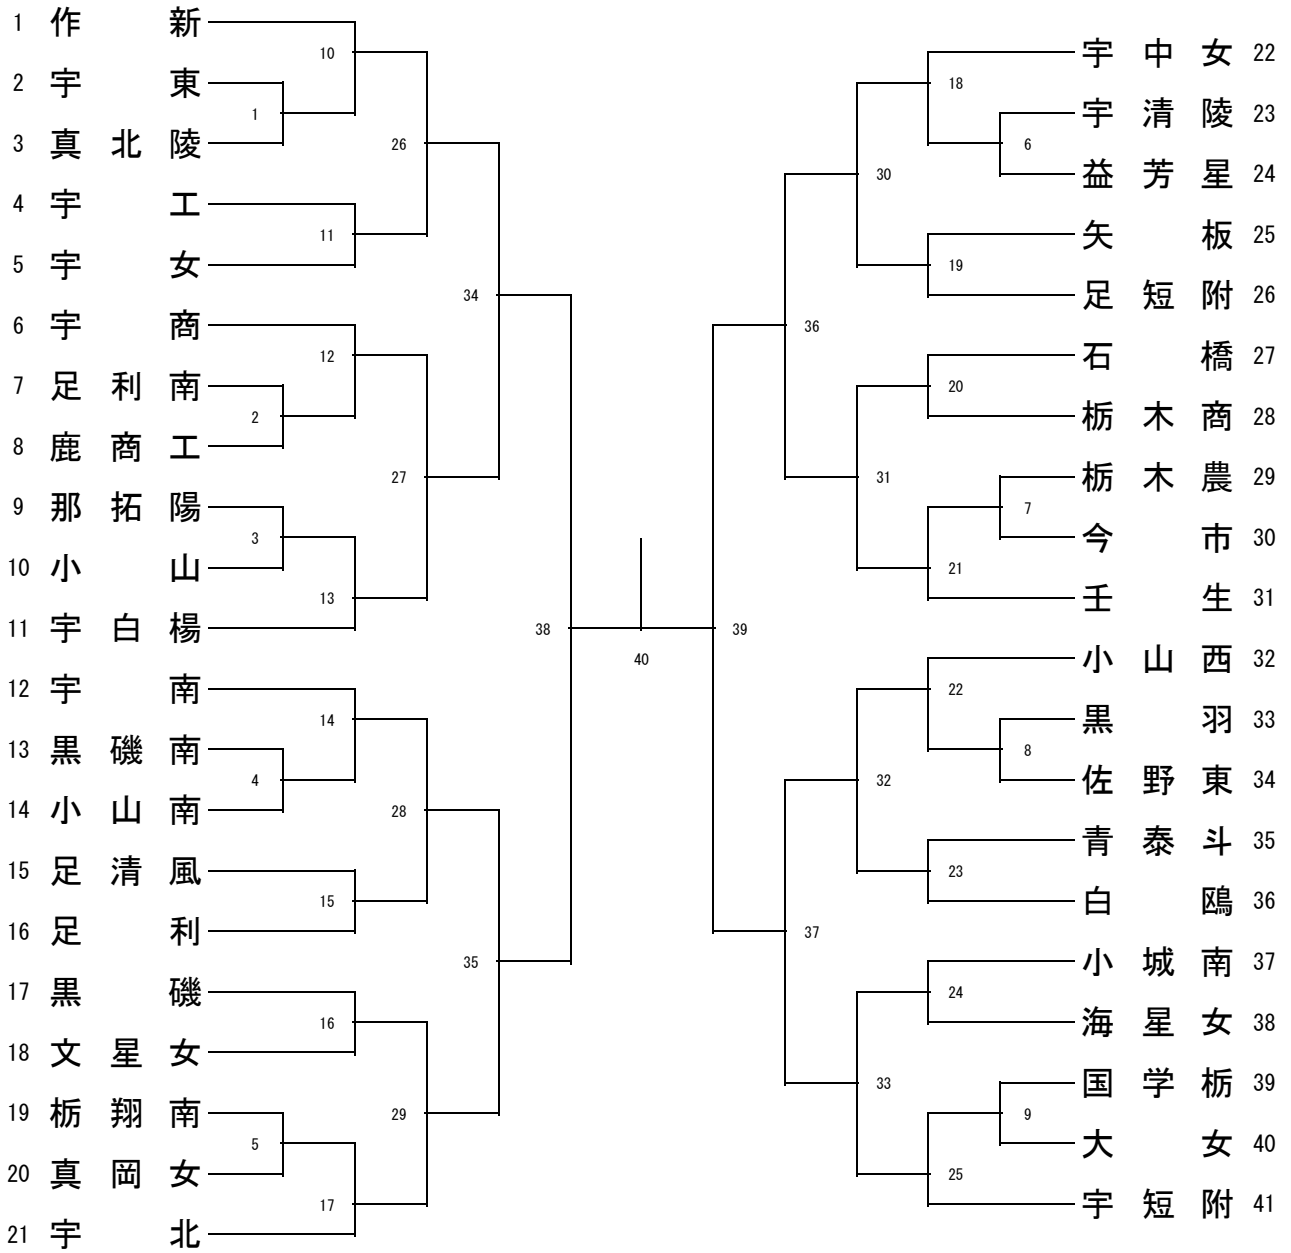 1 作新
2 宇東
3 真北陵
4 宇工
5 宇女
6 宇商
7 足利南
8 鹿商工
9 那拓陽
10 小山
11 宇白楊
12 宇南
13 黒磯南
14 小山南
15 足清風
16 足利
17 黒磯
18 文星女
19 栃翔南
20 真岡女
21 宇北
10
1
26
11
34
12
2
27
3
13
38
14
4
28
15
35
16
29
5
17
40
39
18
6
30
19
36
20
31
7
21
22
8
32
23
37
24
33
9
25
宇中女 22
宇清陵 23
益芳星 24
矢板 25
足短附 26
石橋 27
栃木商 28
栃木農 29
今市 30
壬生 31
小山西 32
黒羽 33
佐野東 34
青泰斗 35
白鴎 36
小城南 37
海星女 38
国学栃 39
大女 40
宇短附 41